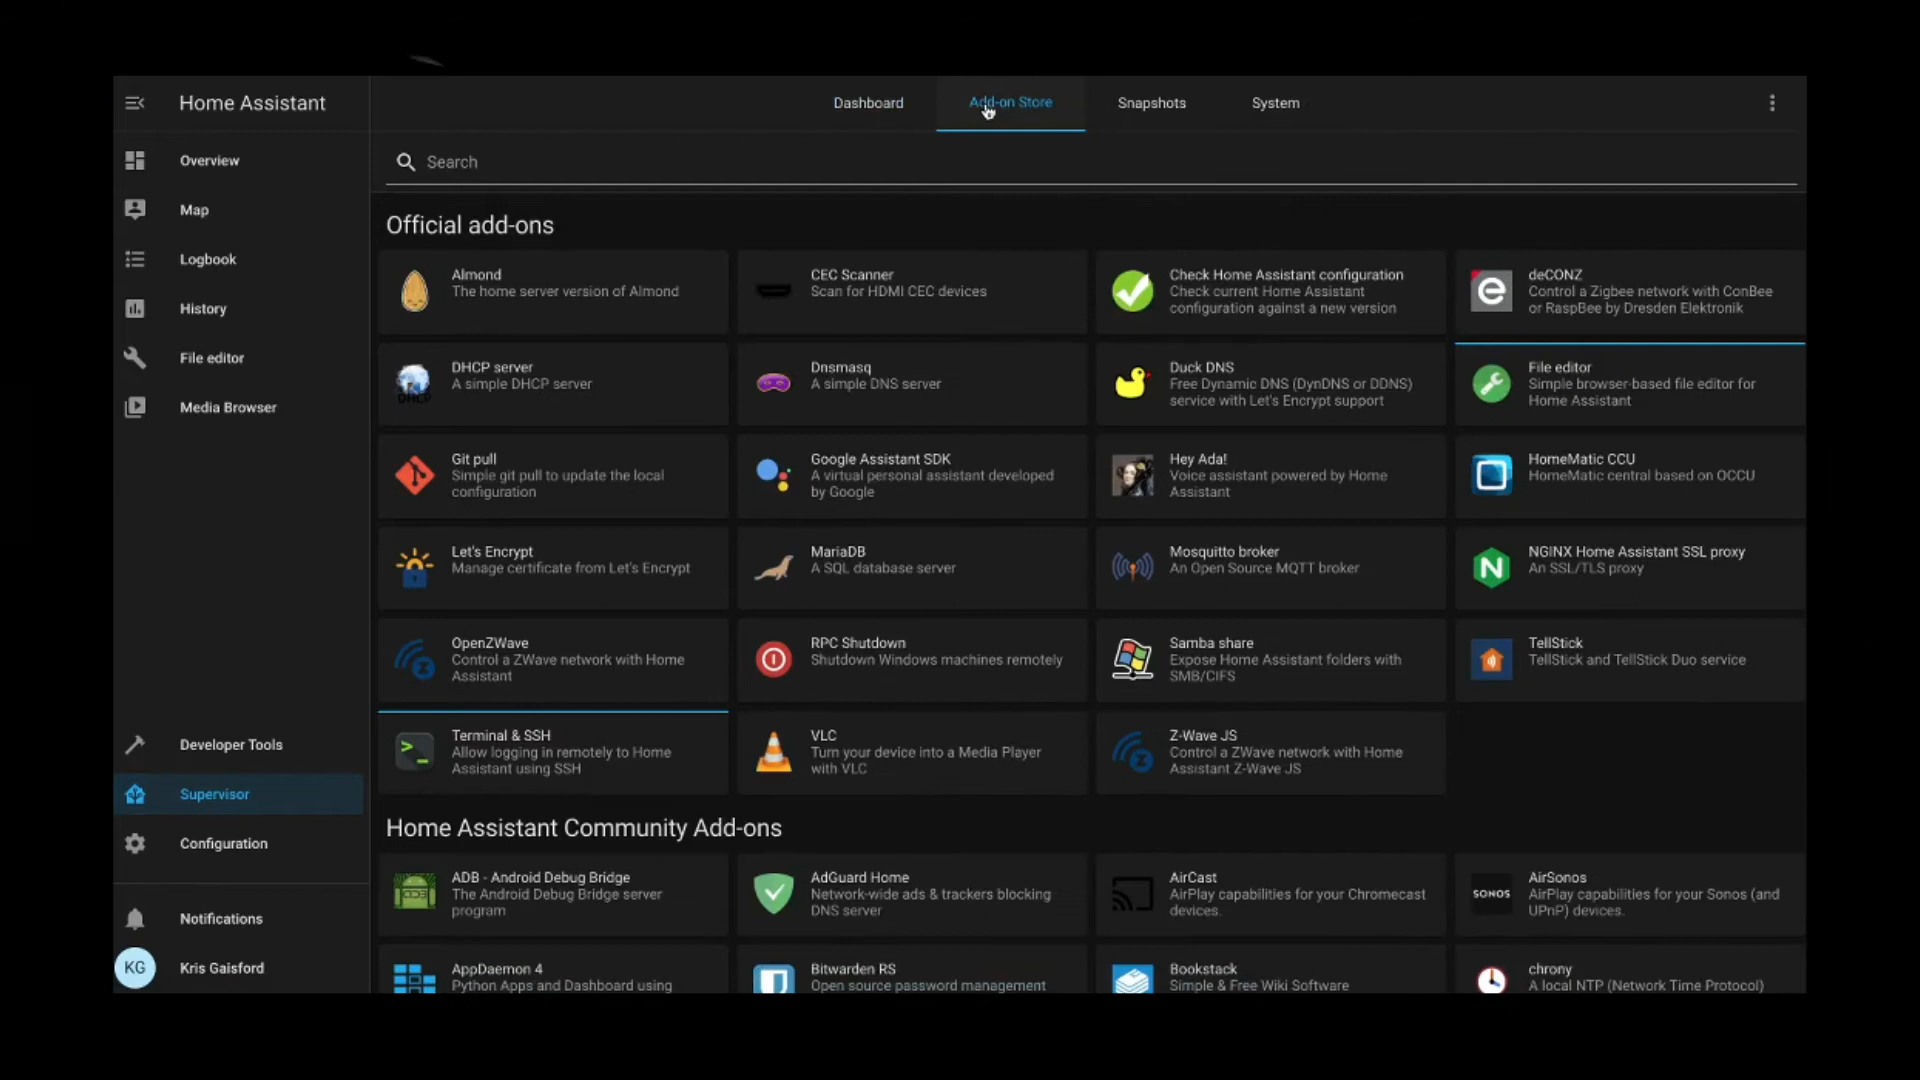 Home Assistant
Dashboard
Add-on Store
Snapshots
System
Overview
Map
Logbook
History
File editor
Media Browser
Developer Tools
Supervisor
Configuration
Notifications
KG
Kris Gaisford
Search
Official add-ons
Almond
The home server version of Almond
CEC Scanner
Scan for HDMI CEC devices
Check Home Assistant configuration
Check current Home Assistant
configuration against a new version
deCONZ
Control a Zigbee network with ConBee
or RaspBee by Dresden Elektronik
DHCP
DHCP server
A simple DHCP server
Dnsmasq
A simple DNS server
Duck DNS
Free Dynamic DNS (DynDNS or DDNS)
service with Let's Encrypt support
File editor
Simple browser-based file editor for
Home Assistant
Git pull
Simple git pull to update the local
configuration
Google Assistant SDK
A virtual personal assistant developed
by Google
Hey Ada!
Voice assistant powered by Home
Assistant
HomeMatic CCU
HomeMatic central based on OCCU
Let's Encrypt
Manage certificate from Let's Encrypt
MariaDB
A SQL database server
Mosquitto broker
An Open Source MQTT broker
N
NGINX Home Assistant SSL proxy
An SSL/TLS proxy
OpenZWave
Control a ZWave network with Home
Assistant
RPC Shutdown
Shutdown Windows machines remotely
Samba share
Expose Home Assistant folders with
SMB/CIFS
TellStick
TellStick and TellStick Duo service
Terminal & SSH
Allow logging in remotely to Home
Assistant using SSH
VLC
Turn your device into a Media Player
with VLC
Z-Wave JS
Control a ZWave network with Home
Assistant Z-Wave JS
Home Assistant Community Add-ons
ADB
ADB - Android Debug Bridge
The Android Debug Bridge server
program
AdGuard Home
Network-wide ads & trackers blocking
DNS server
AirCast
AirPlay capabilities for your Chromecast
devices.
SONOS
AirSonos
AirPlay capabilities for your Sonos (and
UPnP) devices.
AppDaemon 4
Python Apps and Dashboard using
Bitwarden RS
Open source password management
Bookstack
Simple & Free Wiki Software
chrony
A local NTP (Network Time Protocol)